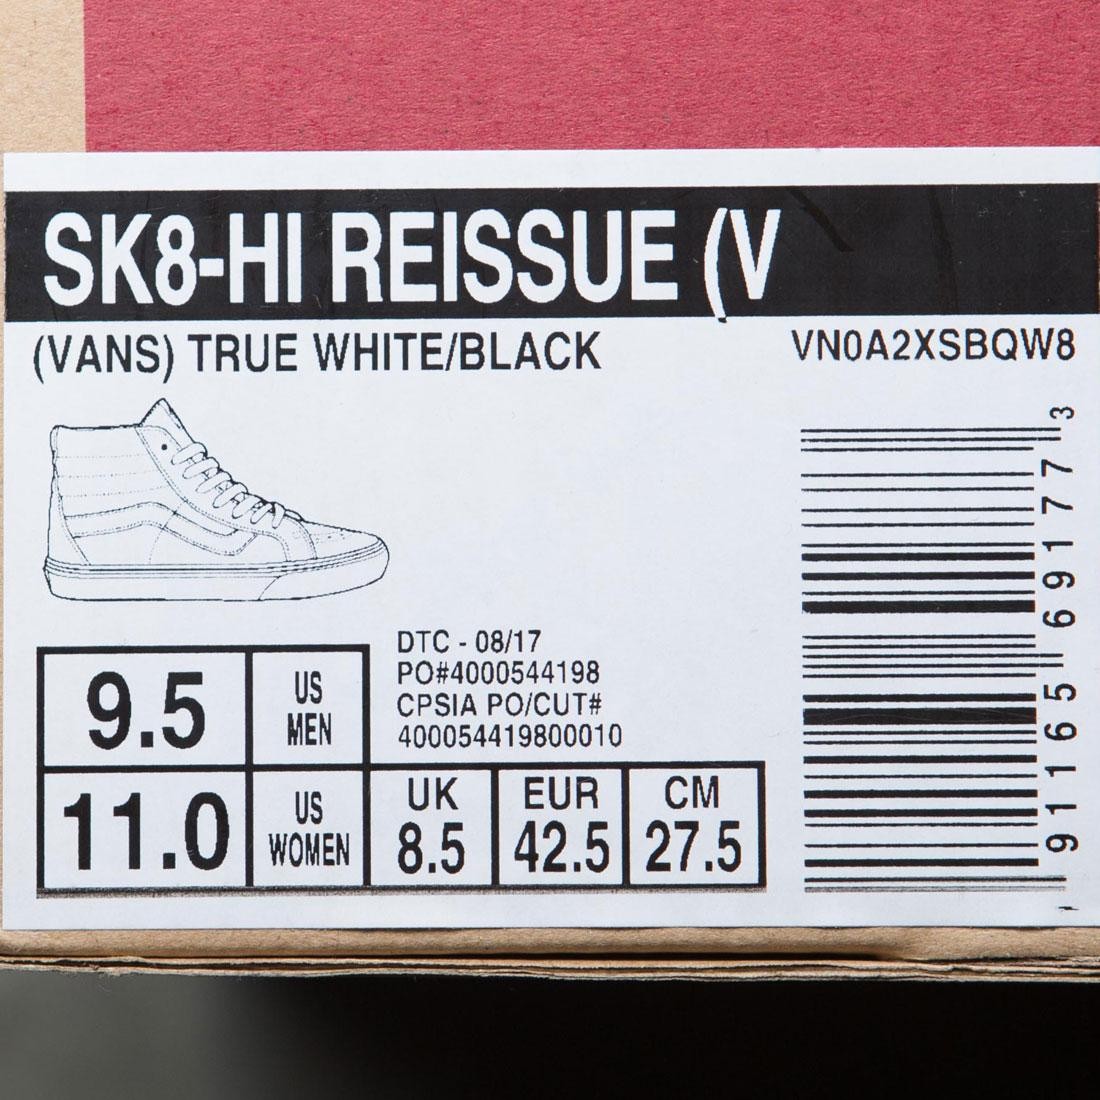 SK8-HI REISSUE (V
(VANS) TRUE WHITE/BLACK
VN0A2XSBQW8
DTC - 08/17
PO#4000544198
CPSIA PO/CUT#
400054419800010
9.5 US MEN
11.0 US WOMEN
UK 8.5
EUR 42.5
CM 27.5
91165 69177 3